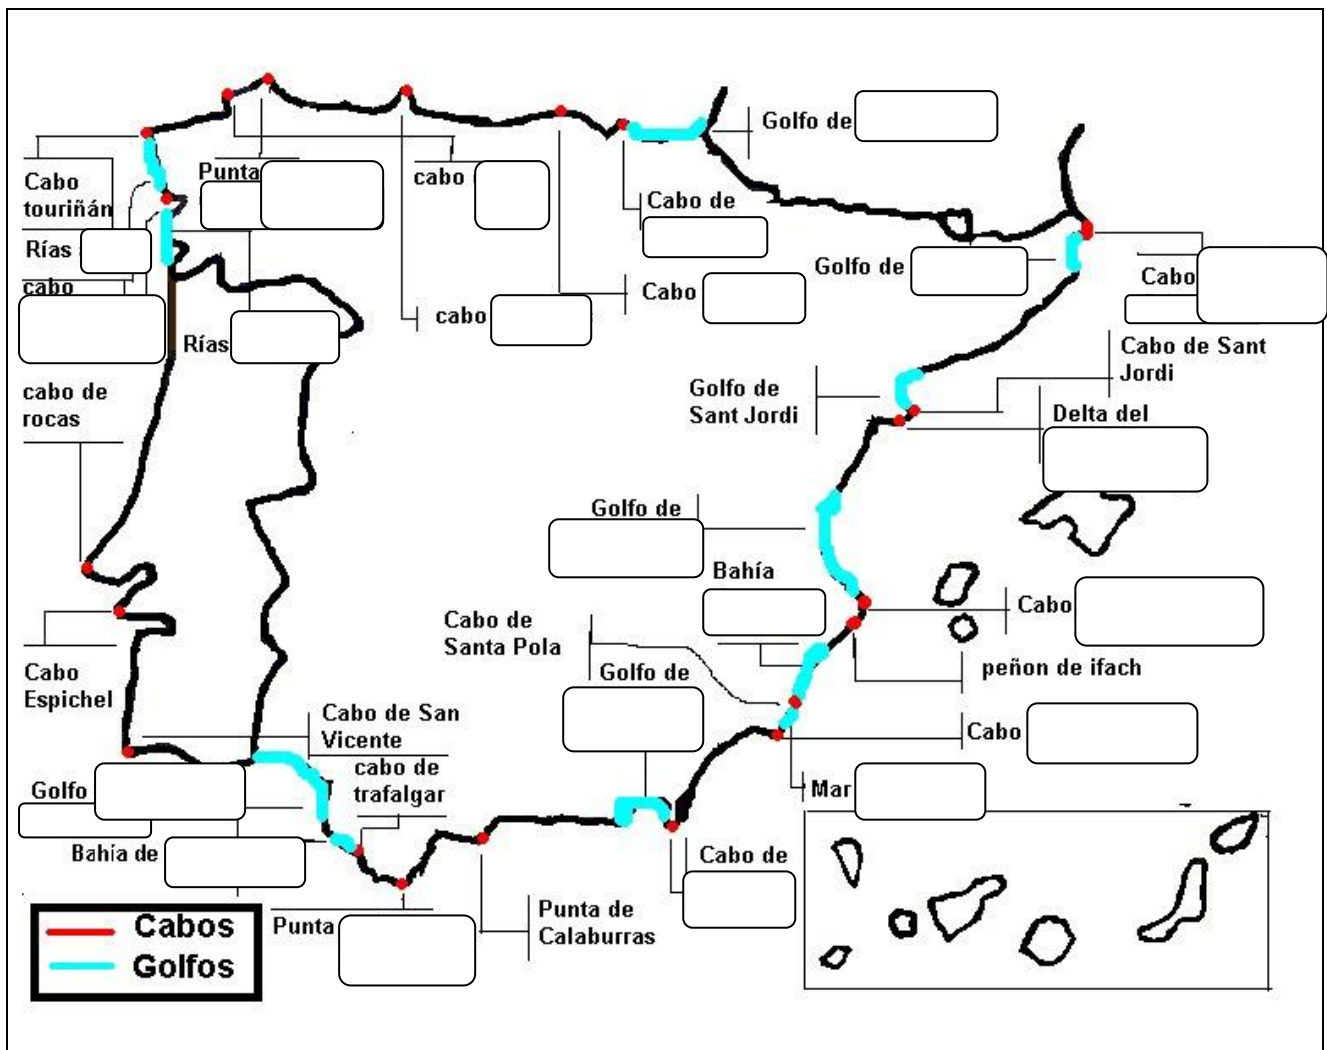 Golfo de
Punta
Cabo
touriñán
cabo
Cabo de
Rías
Golfo de
Cabo
cabo
Cabo
cabo
Rías
Cabo de Sant
Jordi
Golfo de
Sant Jordi
cabo de
rocas
Delta del
Golfo de
Bahía
Cabo
Cabo de
Santa Pola
peñon de ifach
Golfo de
Cabo
Espichel
Cabo de San
Vicente
Cabo
cabo de
trafalgar
Golfo
Mar
Bahía de
Cabo de
Punta
Punta de
Calaburras
Cabos
Golfos